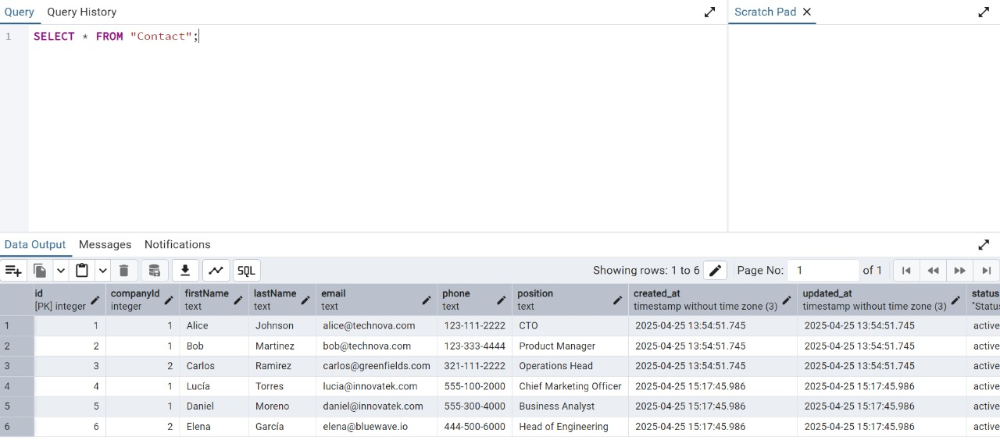 Query Query History Scratch Pad
1 SELECT * FROM "Contact";
Data Output Messages Notifications
SQL Showing rows: 1 to 6 Page No: 1 of 1
id companyId firstName lastName email phone position created_at updated_at status
[PK] integer integer text text text text text timestamp without time zone (3) timestamp without time zone (3) "Statu
1 1 1 Alice Johnson alice@technova.com 123-111-2222 CTO 2025-04-25 13:54:51.745 2025-04-25 13:54:51.745 active
2 2 1 Bob Martinez bob@technova.com 123-333-4444 Product Manager 2025-04-25 13:54:51.745 2025-04-25 13:54:51.745 active
3 3 2 Carlos Ramirez carlos@greenfields.com 321-111-2222 Operations Head 2025-04-25 13:54:51.745 2025-04-25 13:54:51.745 active
4 4 1 Lucía Torres lucia@innovatek.com 555-100-2000 Chief Marketing Officer 2025-04-25 15:17:45.986 2025-04-25 15:17:45.986 active
5 5 1 Daniel Moreno daniel@innovatek.com 555-300-4000 Business Analyst 2025-04-25 15:17:45.986 2025-04-25 15:17:45.986 active
6 6 2 Elena García elena@bluewave.io 444-500-6000 Head of Engineering 2025-04-25 15:17:45.986 2025-04-25 15:17:45.986 active